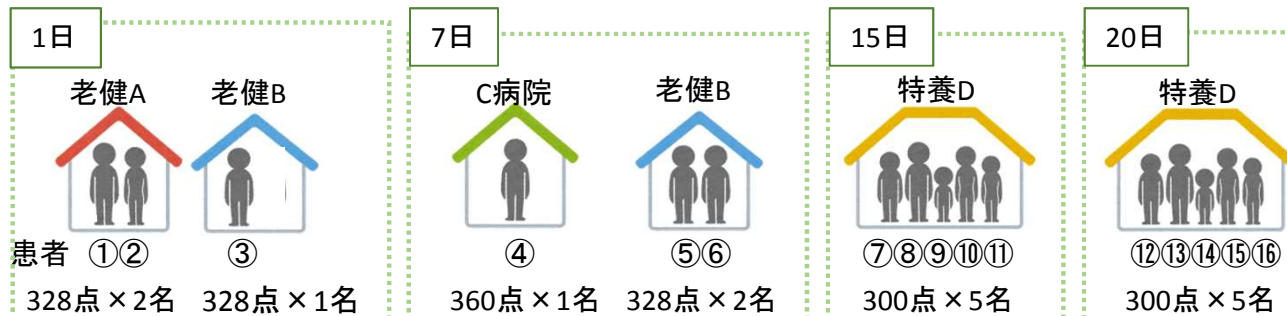 1日
老健A 老健B
患者 ①② ③
328点×2名 328点×1名
7日
C病院 老健B
④ ⑤⑥
360点×1名 328点×2名
15日
特養D
⑦⑧⑨⑩⑪
300点×5名
20日
特養D
⑫⑬⑭⑮⑯
300点×5名